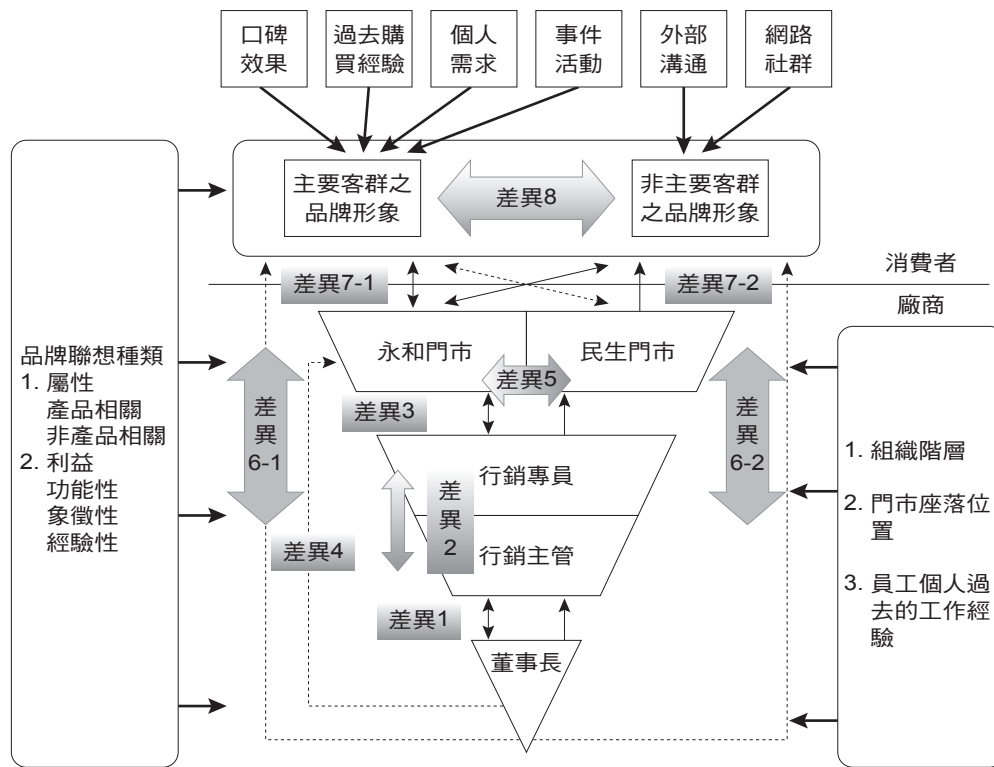 口碑
效果
過去購
買經驗
個人
需求
事件
活動
外部
溝通
網路
社群
主要客群之
品牌形象
差異8
非主要客群
之品牌形象
消費者
差異7-1
差異7-2
廠商
永和門市
民生門市
差異5
差異3
品牌聯想種類
1. 屬性
產品相關
非產品相關
2. 利益
功能性
象徵性
經驗性
差
異
6-1
差
異
6-2
行銷專員
差
異
2
行銷主管
差異4
差異1
董事長
1. 組織階層
2. 門市座落位
置
3. 員工個人過
去的工作經
驗